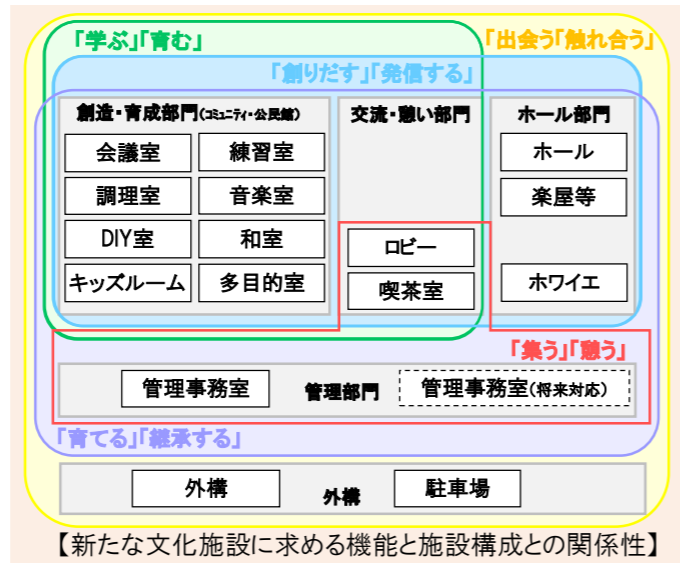 「学ぶ」「育む」
「出会う「触れ合う」
「創りだす」「発信する」
創造・育成部門(コミュニティ・公民館)
交流・憩い部門
ホール部門
会議室
練習室
ホール
調理室
音楽室
楽屋等
DIY室
和室
ロビー
キッズルーム
多目的室
喫茶室
ホワイエ
「集う」「憩う」
管理事務室
管理部門
管理事務室(将来対応)
「育てる」「継承する」
外構
外構
駐車場
【新たな文化施設に求める機能と施設構成との関係性】